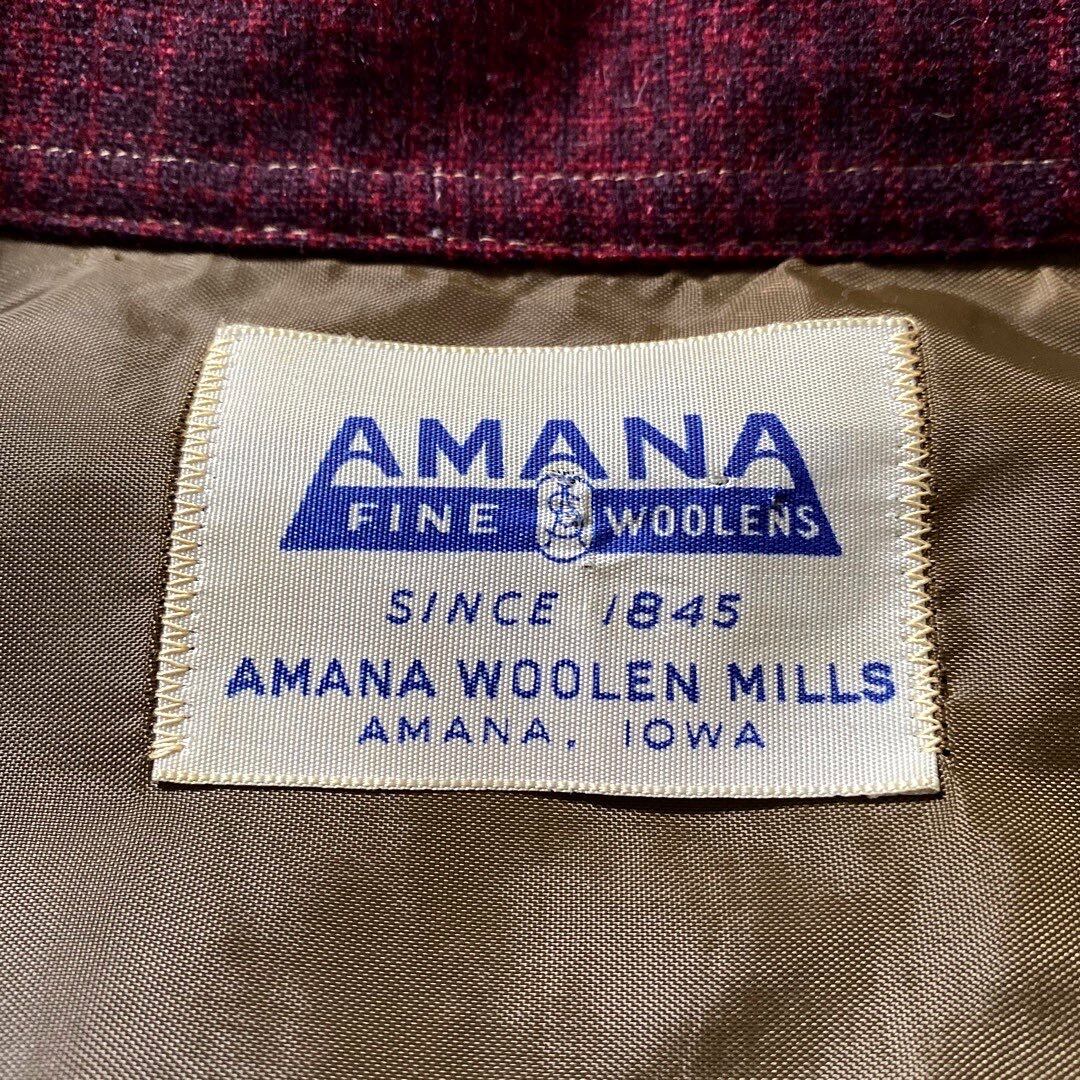 AMANA
FINE WOOLENS
SINCE 1845
AMANA WOOLEN MILLS
AMANA, IOWA